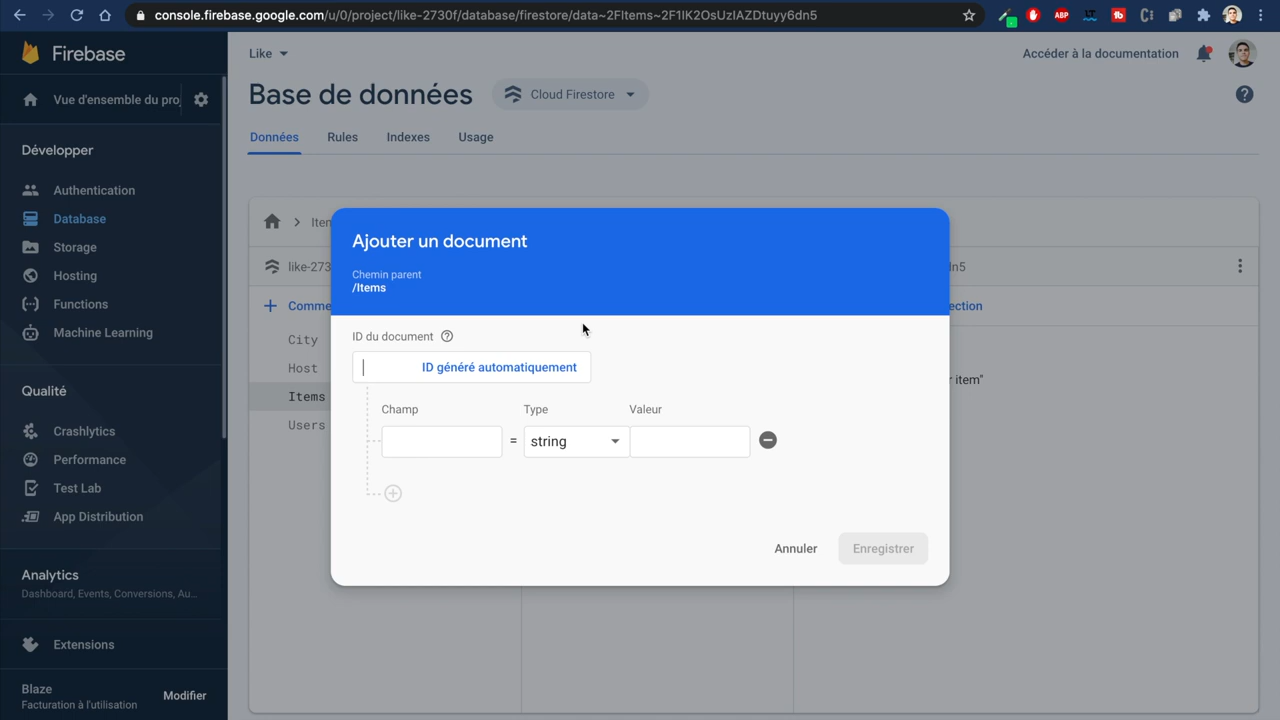 console.firebase.google.com/u/0/project/like-2730f/database/firestore/data~2FItems~2F1IK2OsUzIAZDtuyy6dn5
ABP
Firebase
Like
Accéder à la documentation
Vue d'ensemble du pro
Base de données
Cloud Firestore
Données
Rules
Indexes
Usage
Développer
Authentication
Database
Storage
Hosting
Functions
Machine Learning
Qualité
Crashlytics
Performance
Test Lab
App Distribution
Analytics
Dashboard, Events, Conversions, Au...
Extensions
Blaze
Facturation à l'utilisation
Modifier
Item
like-273
dn5
Comme
ection
City
Host
Items
Users
r item"
Ajouter un document
Chemin parent
/Items
ID du document
ID généré automatiquement
Champ
Type
Valeur
=
string
Annuler
Enregistrer